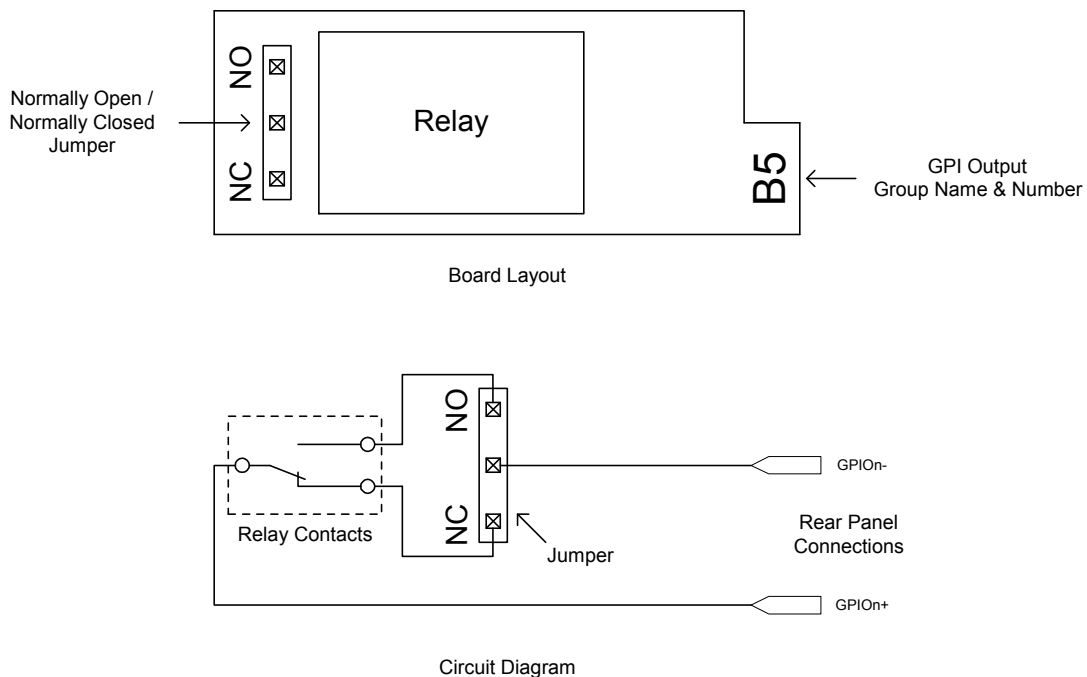 Normally Open /
Normally Closed
Jumper
NO
NC
Relay
B5
GPI Output
Group Name & Number
Board Layout
NO
NC
Relay Contacts
Jumper
GPIOn-
Rear Panel
Connections
GPIOn+
Circuit Diagram